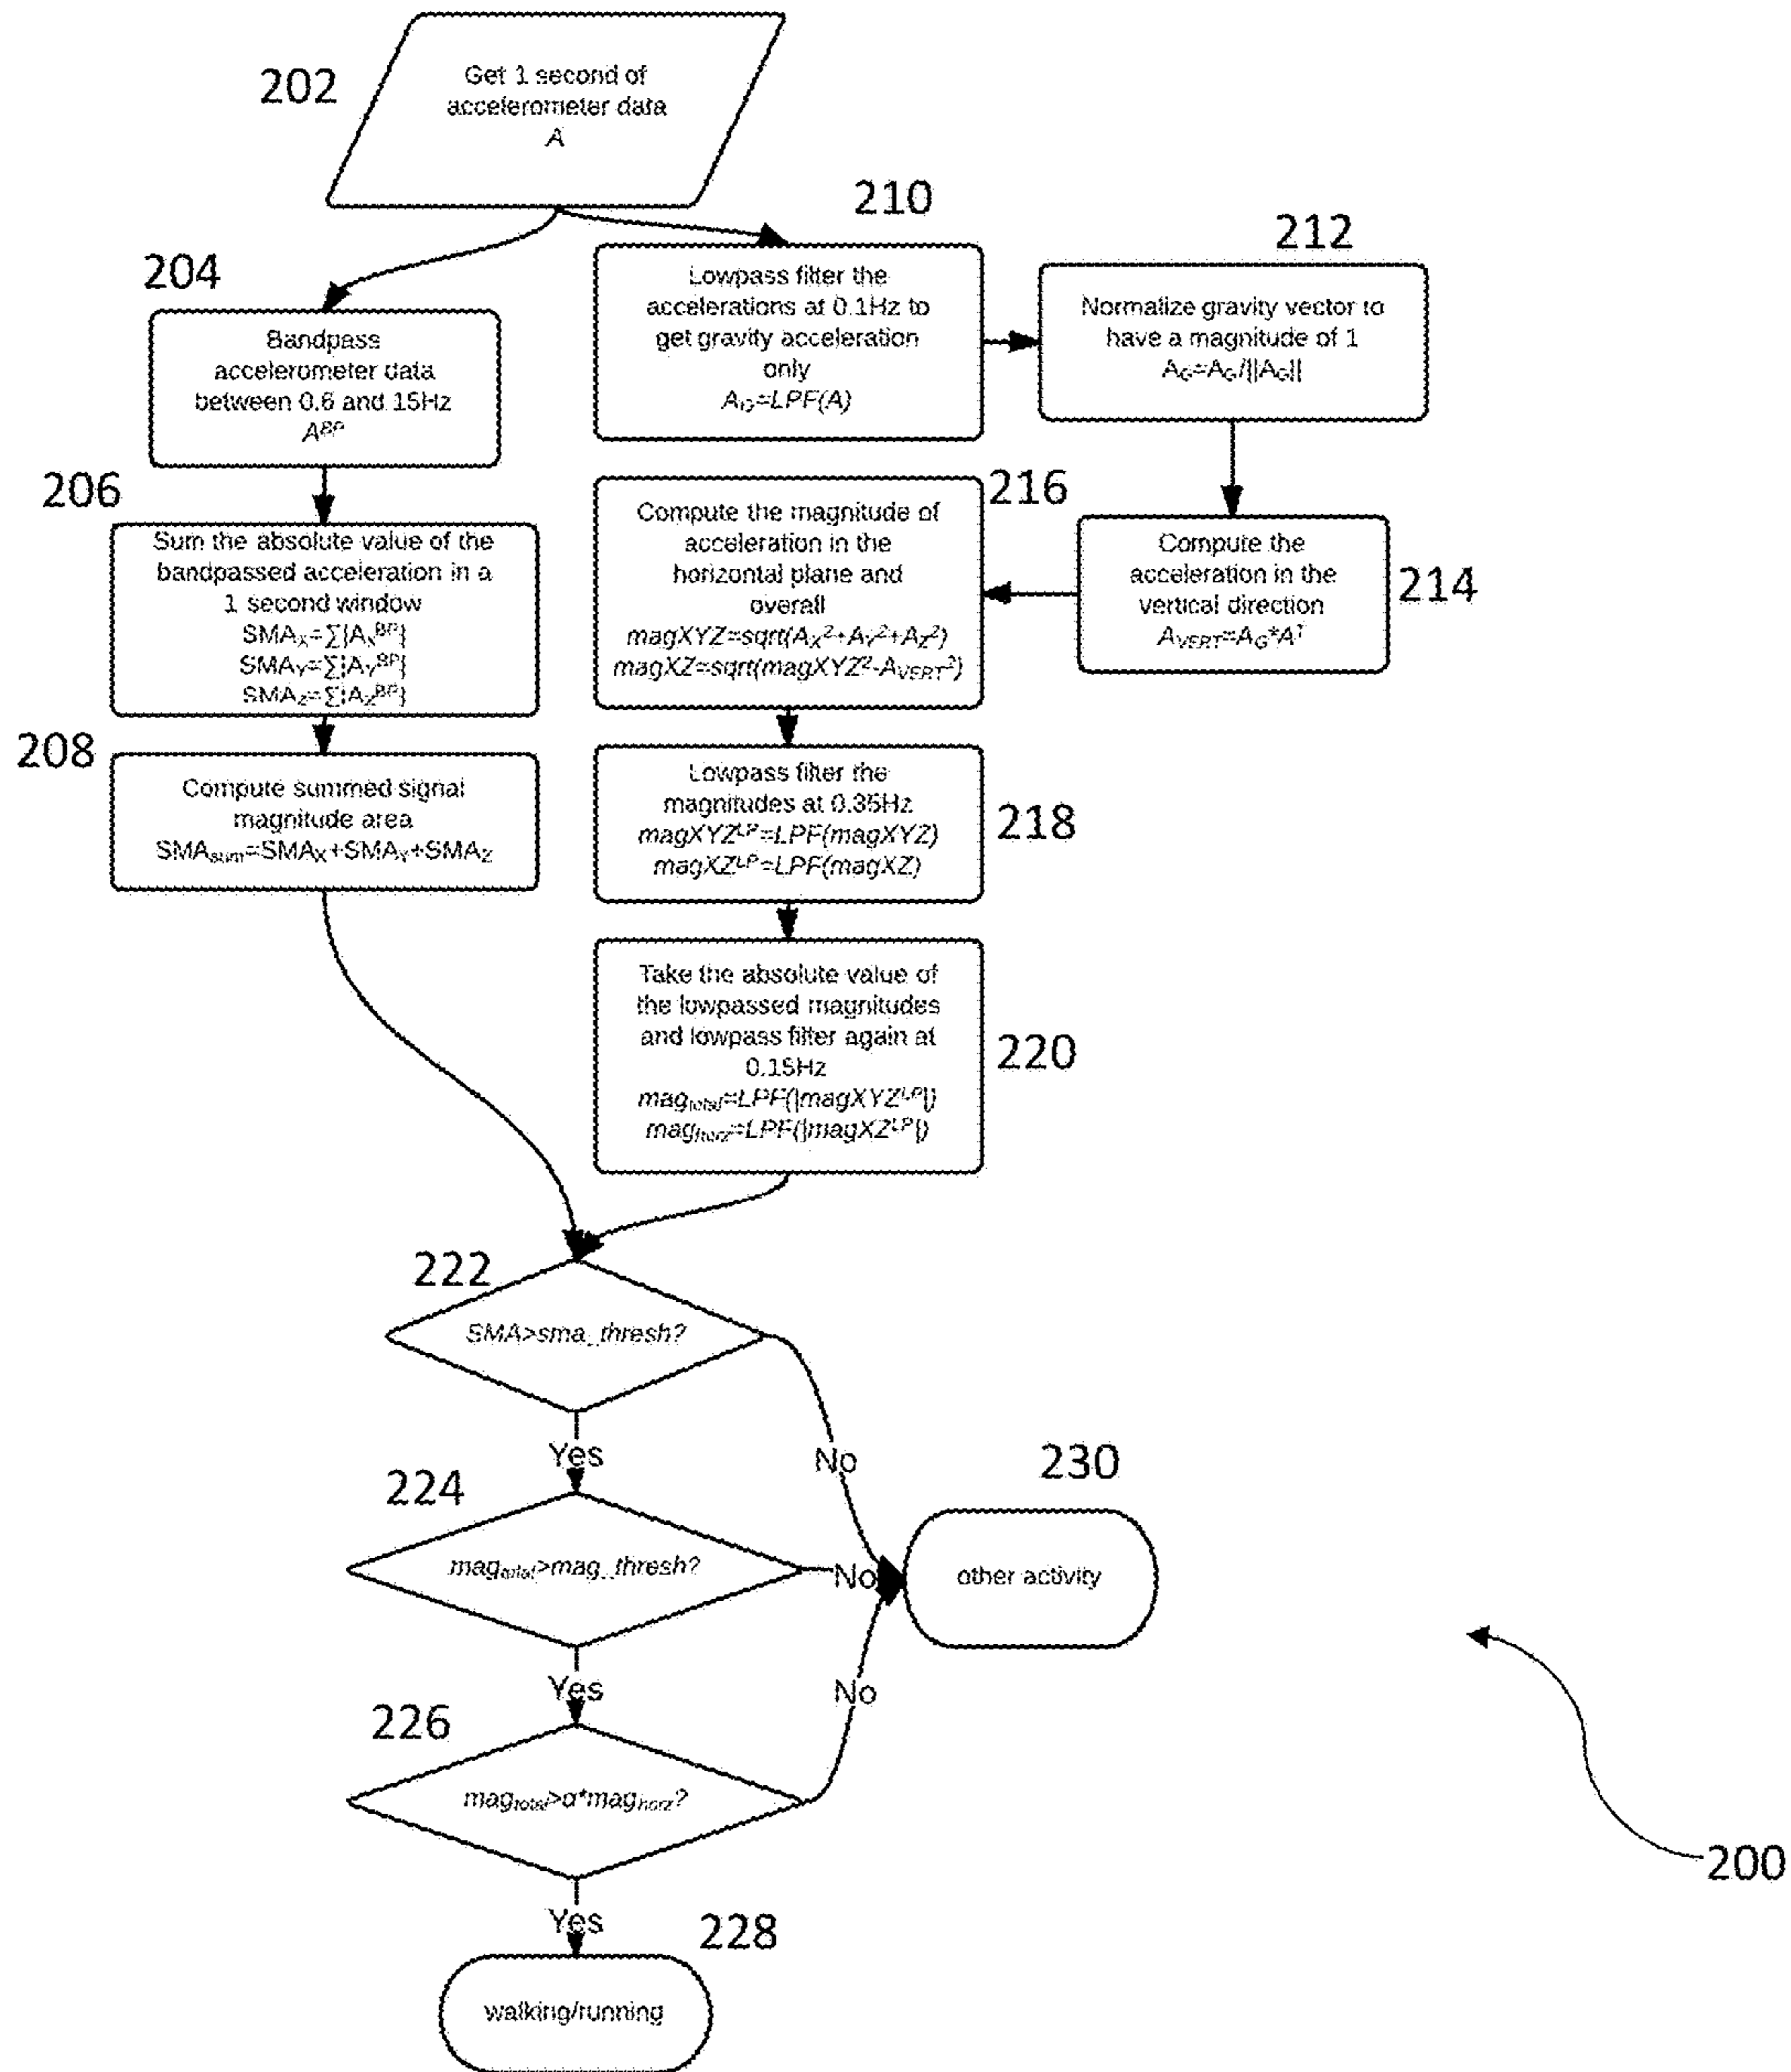 202
Get 1 second of
accelerometer data
A
210
212
204
Lowpass filter the
accelerations at 0.1Hz to
get gravity acceleration
only
A_G=LPF(A)
Normalize gravity vector to
have a magnitude of 1
A_G=A_G/||A_G||
Bandpass
accelerometer data
between 0.6 and 15Hz
A^BP
206
216
Sum the absolute value of the
bandpassed acceleration in a
1 second window
SMA_X=∑|A_X^BP|
SMA_Y=∑|A_Y^BP|
SMA_Z=∑|A_Z^BP|
Compute the magnitude of
acceleration in the
horizontal plane and
overall
magXYZ=sqrt(A_X^2+A_Y^2+A_Z^2)
magXZ=sqrt(magXYZ^2-A_VERT^2)
Compute the
acceleration in the
vertical direction
A_VERT=A_G*A^T
214
208
Compute summed signal
magnitude area
SMA_sum=SMA_X+SMA_Y+SMA_Z
Lowpass filter the
magnitudes at 0.35Hz
magXYZ^LP=LPF(magXYZ)
magXZ^LP=LPF(magXZ)
218
Take the absolute value of
the lowpassed magnitudes
and lowpass filter again at
0.15Hz
mag_total=LPF(|magXYZ^LP|)
mag_horz=LPF(|magXZ^LP|)
220
222
SMA>sma_thresh?
Yes
No
224
mag_total>mag_thresh?
No
230
other activity
Yes
No
226
mag_total>α*mag_horz?
200
Yes
228
walking/running